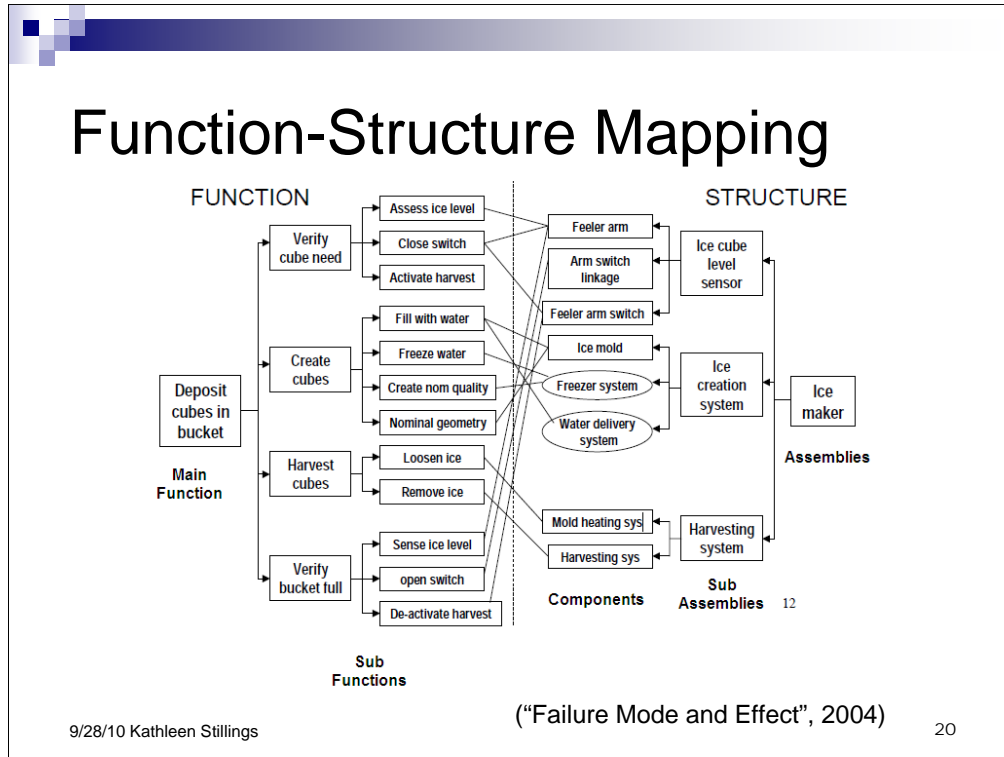 Function-Structure Mapping
FUNCTION
STRUCTURE
Deposit
cubes in
bucket
Main
Function
Verify
cube need
Create
cubes
Harvest
cubes
Verify
bucket full
Assess ice level
Close switch
Activate harvest
Fill with water
Freeze water
Create nom quality
Nominal geometry
Loosen ice
Remove ice
Sense ice level
open switch
De-activate harvest
Sub
Functions
Feeler arm
Arm switch
linkage
Feeler arm switch
Ice mold
Freezer system
Water delivery
system
Mold heating sys
Harvesting sys
Components
Ice cube
level
sensor
Ice
creation
system
Harvesting
system
Sub
Assemblies
12
Ice
maker
Assemblies
("Failure Mode and Effect", 2004)
9/28/10 Kathleen Stillings
20